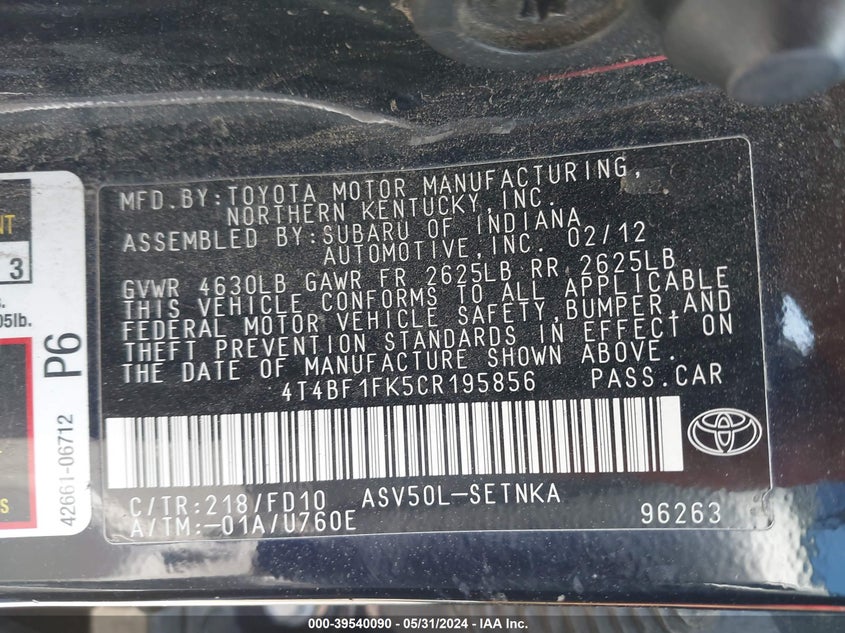 MFD.BY:TOYOTA MOTOR MANUFACTURING,
NORTHERN KENTUCKY,INC.
ASSEMBLED BY:SUBARU OF INDIANA
AUTOMOTIVE,INC. 02/12
GVWR 4630LB GAWR FR 2625LB RR 2625LB
THIS VEHICLE CONFORMS TO ALL APPLICABLE
FEDERAL MOTOR VEHICLE SAFETY,BUMPER,AND
THEFT PREVENTION STANDARDS IN EFFECT ON
THE DATE OF MANUFACTURE SHOWN ABOVE.
4T4BF1FK5CR195856 PASS.CAR
C/TR:218/FD10 ASV50L-SETNKA
A/TM:-01A/U760E 96263
3
P6
42661-06712
000-39540090 - 05/31/2024 - IAA Inc.